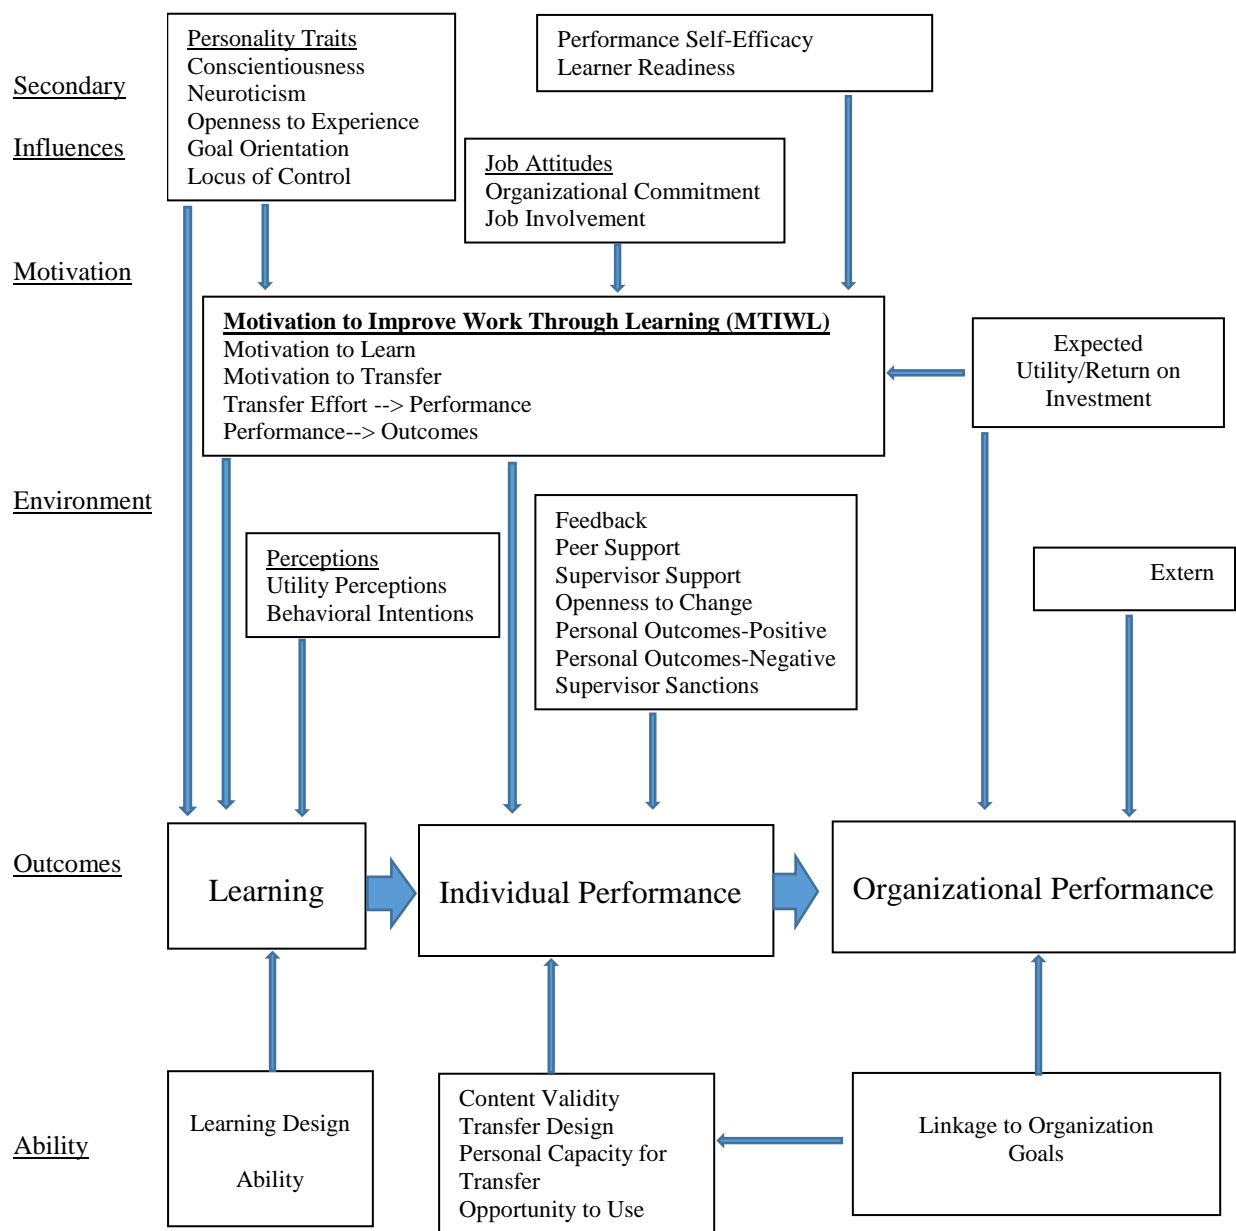 Secondary
Influences
Personality Traits
Conscientiousness
Neuroticism
Openness to Experience
Goal Orientation
Locus of Control
Performance Self-Efficacy
Learner Readiness
Job Attitudes
Organizational Commitment
Job Involvement
Motivation
Motivation to Improve Work Through Learning (MTIWL)
Motivation to Learn
Motivation to Transfer
Transfer Effort --> Performance
Performance--> Outcomes
Expected
Utility/Return on
Investment
Environment
Perceptions
Utility Perceptions
Behavioral Intentions
Feedback
Peer Support
Supervisor Support
Openness to Change
Personal Outcomes-Positive
Personal Outcomes-Negative
Supervisor Sanctions
Extern
Outcomes
Learning
Individual Performance
Organizational Performance
Ability
Learning Design
Ability
Content Validity
Transfer Design
Personal Capacity for
Transfer
Opportunity to Use
Linkage to Organization
Goals